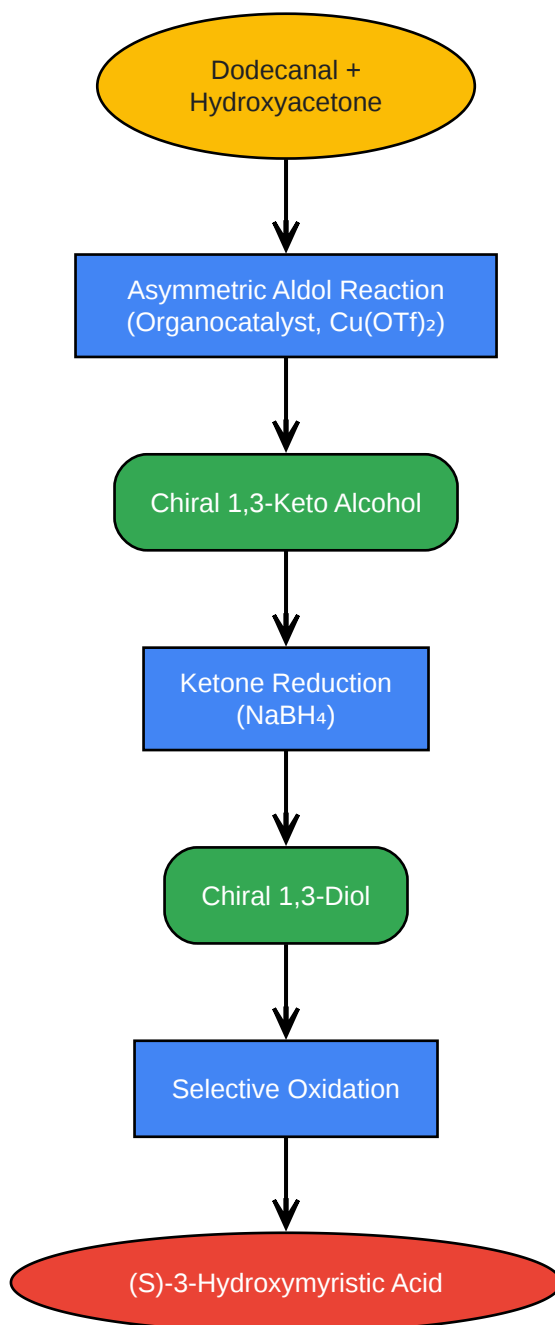 Dodecanal +
Hydroxyacetone
Asymmetric Aldol Reaction
(Organocatalyst, Cu(OTf)₂)
Chiral 1,3-Keto Alcohol
Ketone Reduction
(NaBH₄)
Chiral 1,3-Diol
Selective Oxidation
(S)-3-Hydroxymyristic Acid